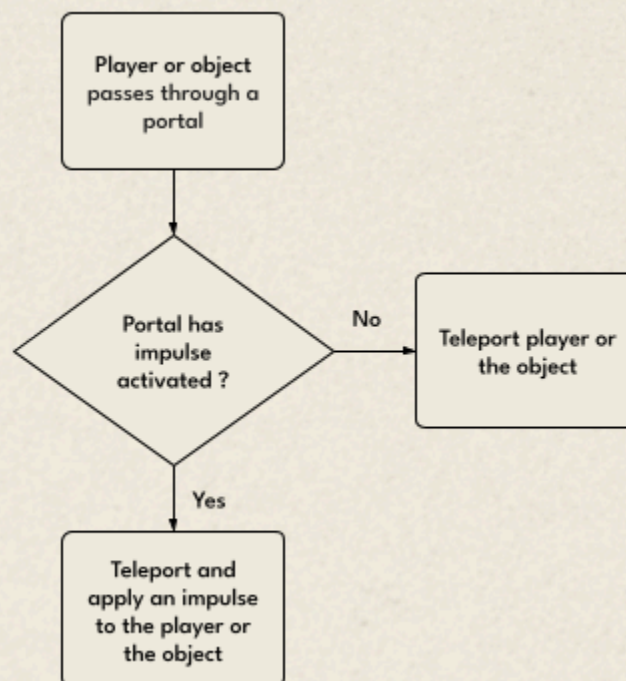 Player or object
passes through a
portal
Portal has
impulse
activated ?
No
Teleport player or
the object
Yes
Teleport and
apply an impulse
to the player or
the object